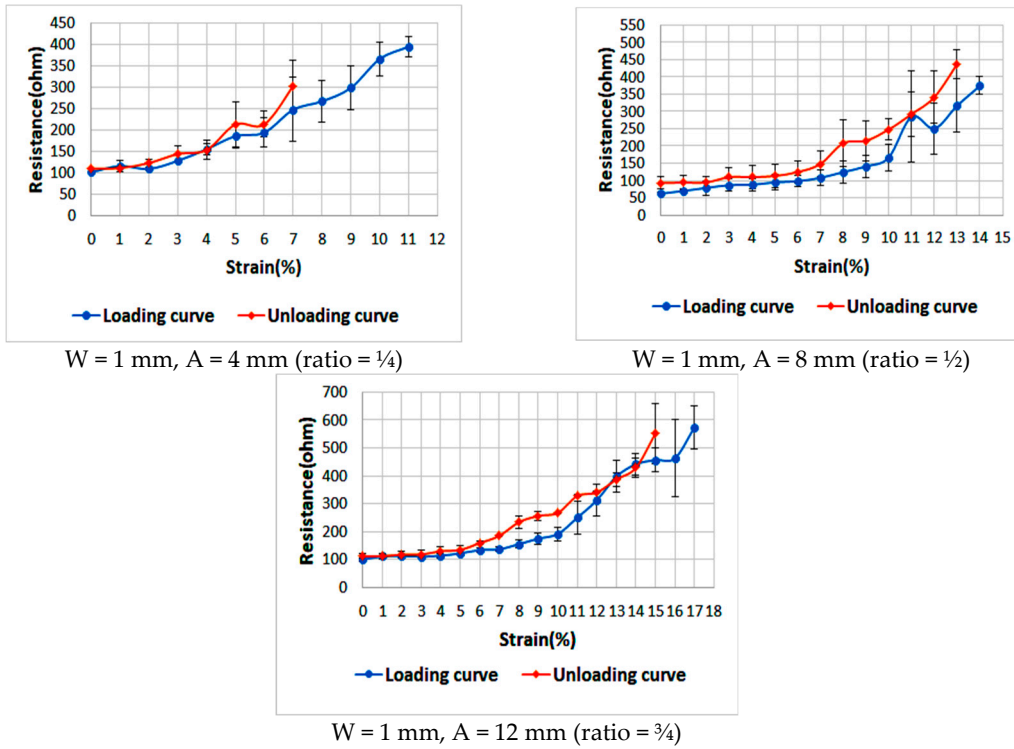 450
400
350
300
250
200
150
100
50
0
Resistance(ohm)
0 1 2 3 4 5 6 7 8 9 10 11 12
Strain(%)
Loading curve Unloading curve
W = 1 mm, A = 4 mm (ratio = ¼)
550
500
450
400
350
300
250
200
150
100
50
0
Resistance(ohm)
0 1 2 3 4 5 6 7 8 9 10 11 12 13 14 15
Strain(%)
Loading curve Unloading curve
W = 1 mm, A = 8 mm (ratio = ½)
700
600
500
400
300
200
100
0
Resistance(ohm)
0 1 2 3 4 5 6 7 8 9 10 11 12 13 14 15 16 17 18
Strain(%)
Loading curve Unloading curve
W = 1 mm, A = 12 mm (ratio = ¾)